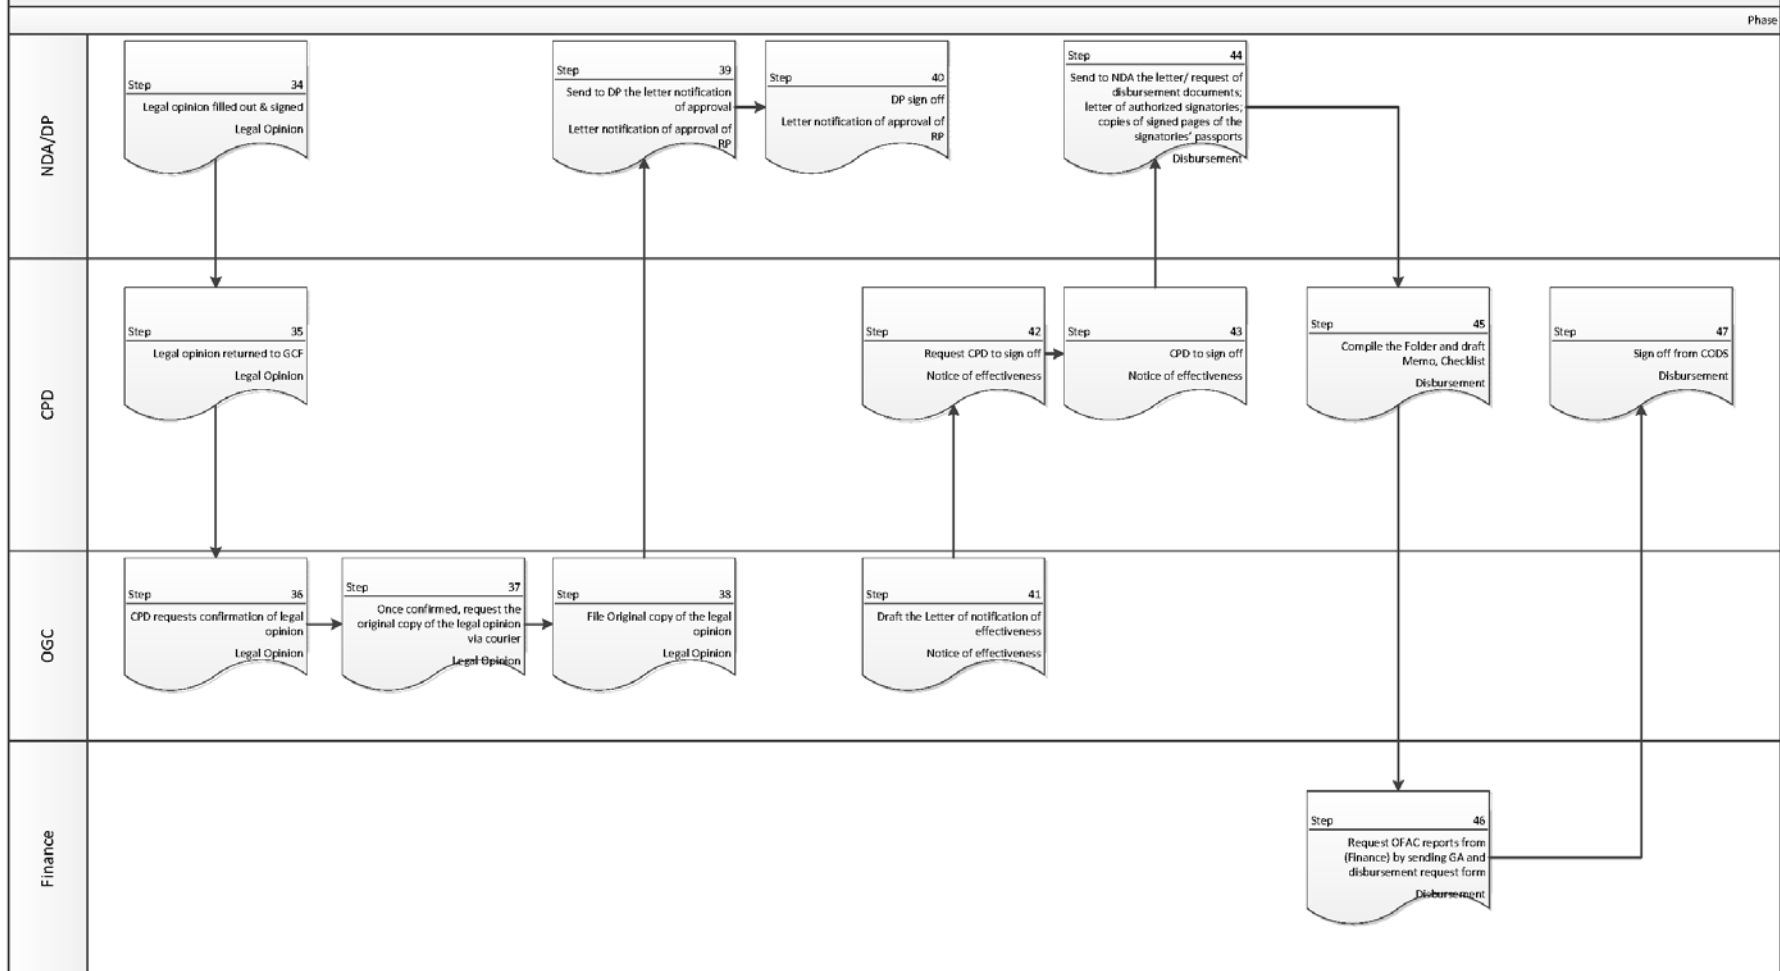 Phase
NDA/DP
Step 34
Legal opinion filled out & signed
Legal Opinion
Step 39
Send to DP the letter notification
of approval
Letter notification of approval of
RP
Step 40
DP sign off
Letter notification of approval of
RP
Step 44
Send to NDA the letter/ request of
disbursement documents;
letter of authorized signatories;
copies of signed pages of the
signatories' passports
Disbursement
CPD
Step 35
Legal opinion returned to GCF
Legal Opinion
Step 42
Request CPD to sign off
Notice of effectiveness
Step 43
CPD to sign off
Notice of effectiveness
Step 45
Compile the Folder and draft
Memo, Checklist
Disbursement
Step 47
Sign off from CODS
Disbursement
OGC
Step 36
CPD requests confirmation of legal
opinion
Legal Opinion
Step 37
Once confirmed, request the
original copy of the legal opinion
via courier
Legal Opinion
Step 38
File Original copy of the legal
opinion
Legal Opinion
Step 41
Draft the Letter of notification of
effectiveness
Notice of effectiveness
Finance
Step 46
Request OFAC reports from
(Finance) by sending GA and
disbursement request form
Disbursement